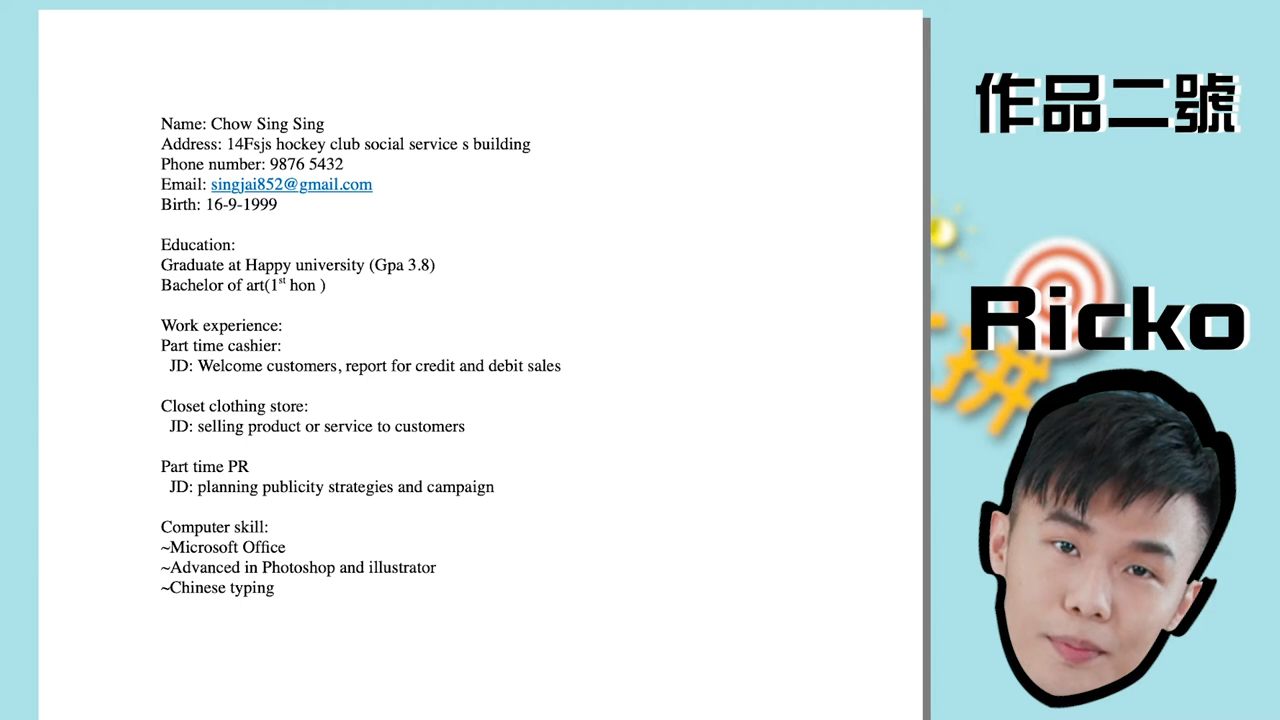 Name: Chow Sing Sing
Address: 14Fsjs hockey club social service s building
Phone number: 9876 5432
Email: singjai852@gmail.com
Birth: 16-9-1999
Education:
Graduate at Happy university (Gpa 3.8)
Bachelor of art(1st hon )
Work experience:
Part time cashier:
JD: Welcome customers, report for credit and debit sales
Closet clothing store:
JD: selling product or service to customers
Part time PR
JD: planning publicity strategies and campaign
Computer skill:
~Microsoft Office
~Advanced in Photoshop and illustrator
~Chinese typing
作品二號
Ricko
拼